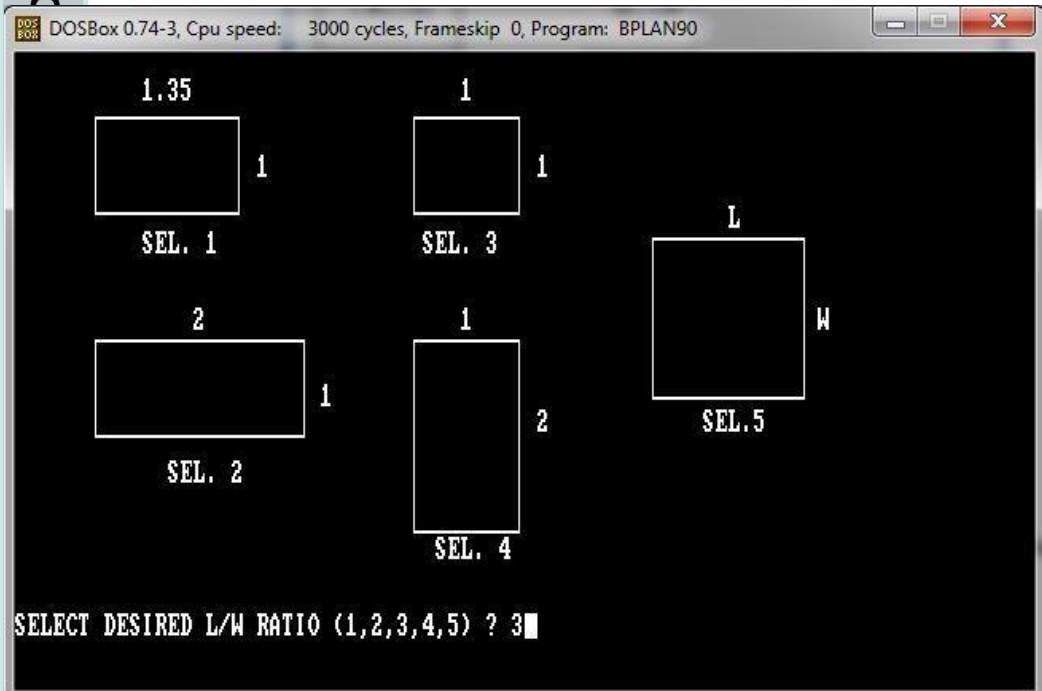 DOSBox 0.74-3, Cpu speed: 3000 cycles, Frameskip 0, Program: BPLAN90
1.35
1
SEL. 1
1
1
SEL. 3
L
W
SEL.5
2
1
SEL. 2
1
2
SEL. 4
SELECT DESIRED L/W RATIO (1,2,3,4,5) ? 3